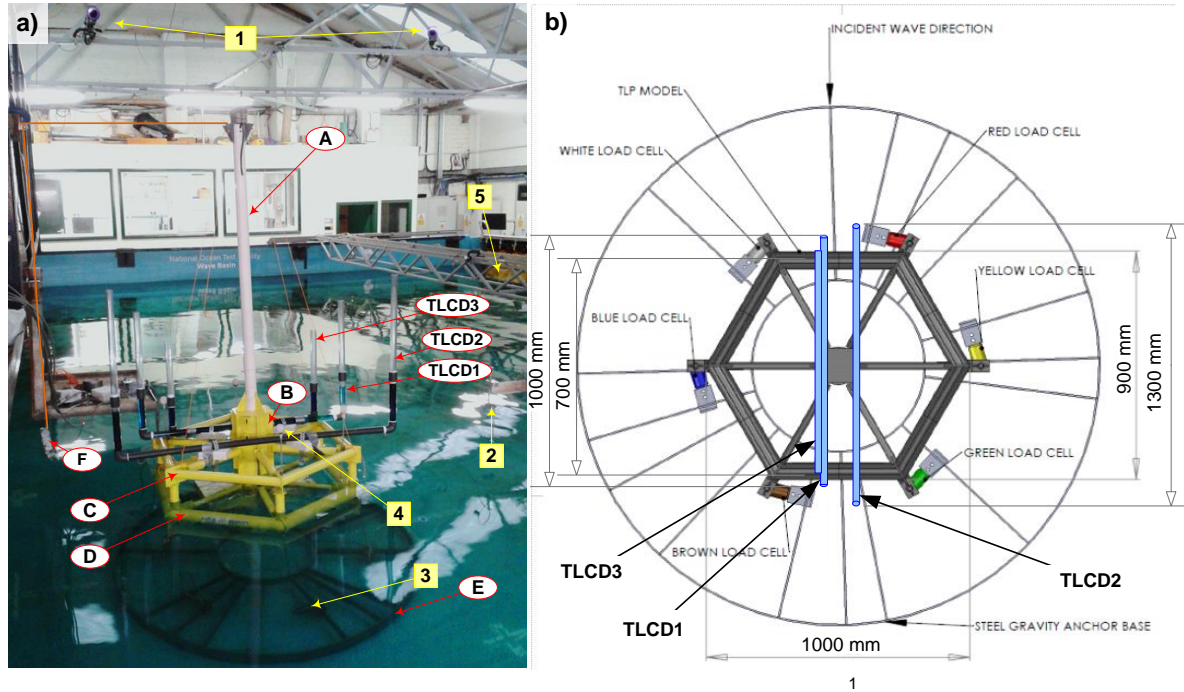 a)
1
A
5
National Ocean Test Facility
Wave Basin
TLCD3
TLCD2
TLCD1
B
F
2
C
4
D
3
E
b)
INCIDENT WAVE DIRECTION
TLP MODEL
RED LOAD CELL
WHITE LOAD CELL
YELLOW LOAD CELL
BLUE LOAD CELL
1000 mm
700 mm
900 mm
1300 mm
GREEN LOAD CELL
BROWN LOAD CELL
TLCD3
TLCD2
TLCD1
STEEL GRAVITY ANCHOR BASE
1000 mm
1